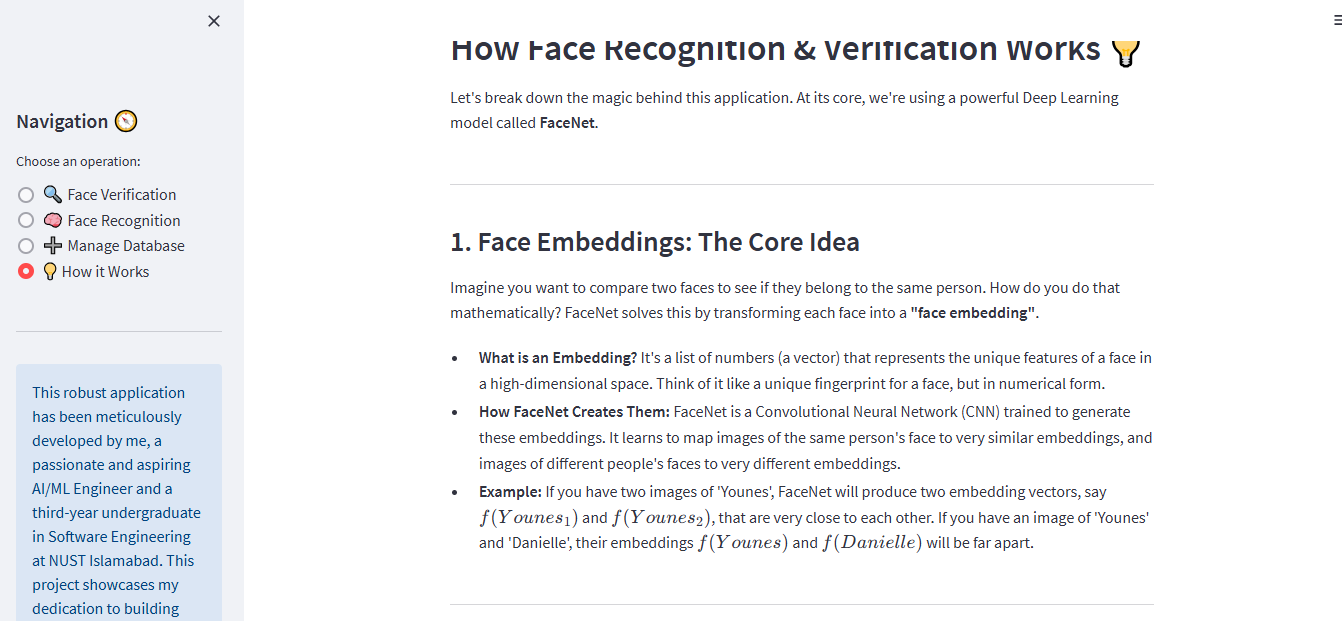 Navigation
Choose an operation:
Face Verification
Face Recognition
Manage Database
How it Works
This robust application
has been meticulously
developed by me, a
passionate and aspiring
AI/ML Engineer and a
third-year undergraduate
in Software Engineering
at NUST Islamabad. This
project showcases my
dedication to building
How Face Recognition & Verification Works
Let's break down the magic behind this application. At its core, we're using a powerful Deep Learning
model called FaceNet.
1. Face Embeddings: The Core Idea
Imagine you want to compare two faces to see if they belong to the same person. How do you do that
mathematically? FaceNet solves this by transforming each face into a "face embedding".
• What is an Embedding? It's a list of numbers (a vector) that represents the unique features of a face in
a high-dimensional space. Think of it like a unique fingerprint for a face, but in numerical form.
• How FaceNet Creates Them: FaceNet is a Convolutional Neural Network (CNN) trained to generate
these embeddings. It learns to map images of the same person's face to very similar embeddings, and
images of different people's faces to very different embeddings.
• Example: If you have two images of 'Younes', FaceNet will produce two embedding vectors, say
f(Younes₁) and f(Younes₂), that are very close to each other. If you have an image of 'Younes'
and 'Danielle', their embeddings f(Younes) and f(Danielle) will be far apart.